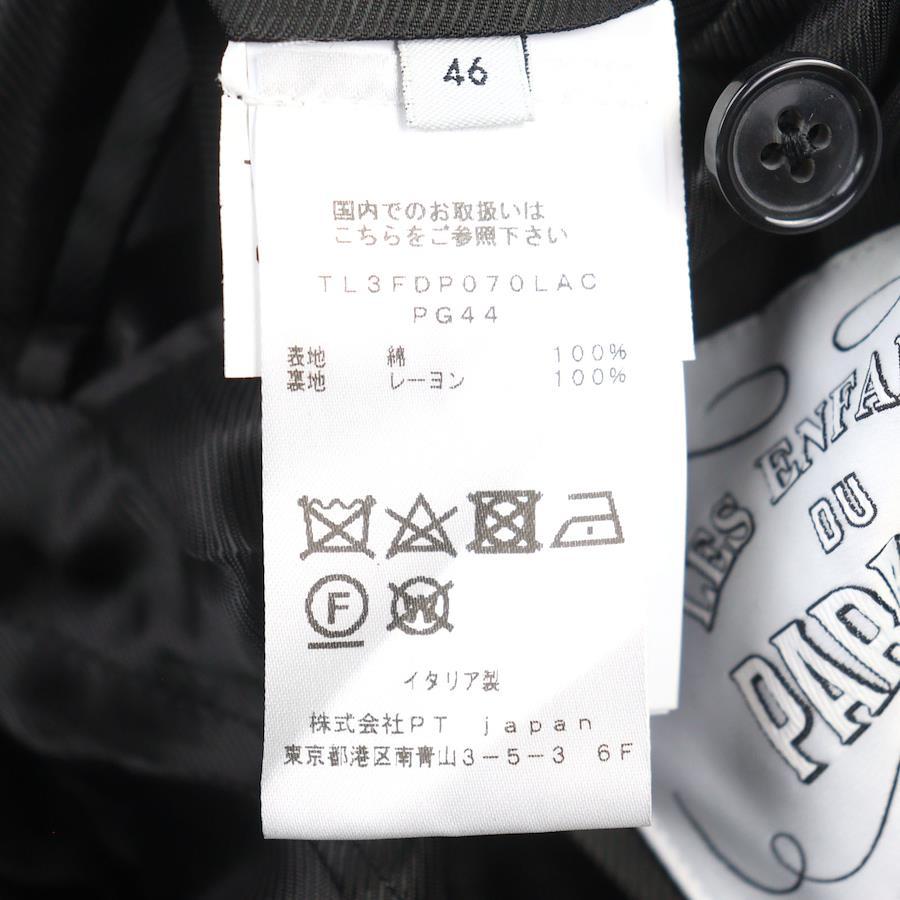 46
国内でのお取扱いは
こちらをご参照下さい
TL3FDP070LAC
PG44
表地 綿 100%
裏地 レーヨン 100%
F
W
イタリア製
株式会社PT japan
東京都港区南青山3-5-3 6F
LES ENFA
DU
PARA